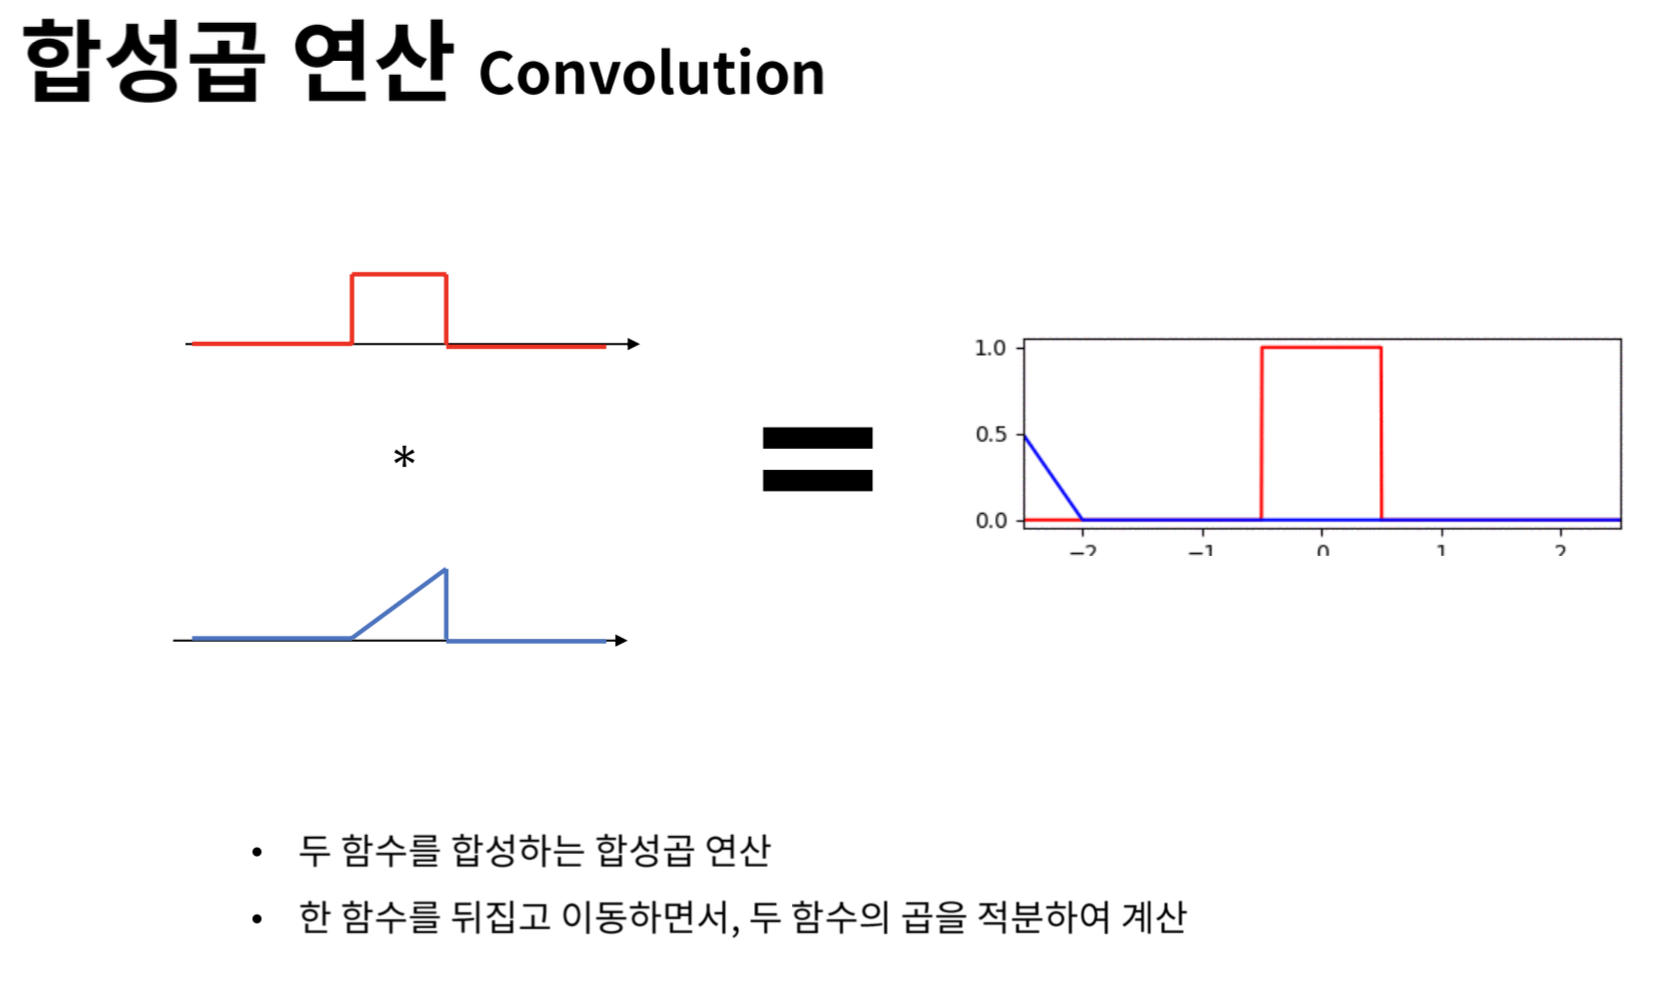 합성곱 연산 Convolution
*
=
1.0
0.5
0.0
−2 −1 0 1 2
• 두 함수를 합성하는 합성곱 연산
• 한 함수를 뒤집고 이동하면서, 두 함수의 곱을 적분하여 계산